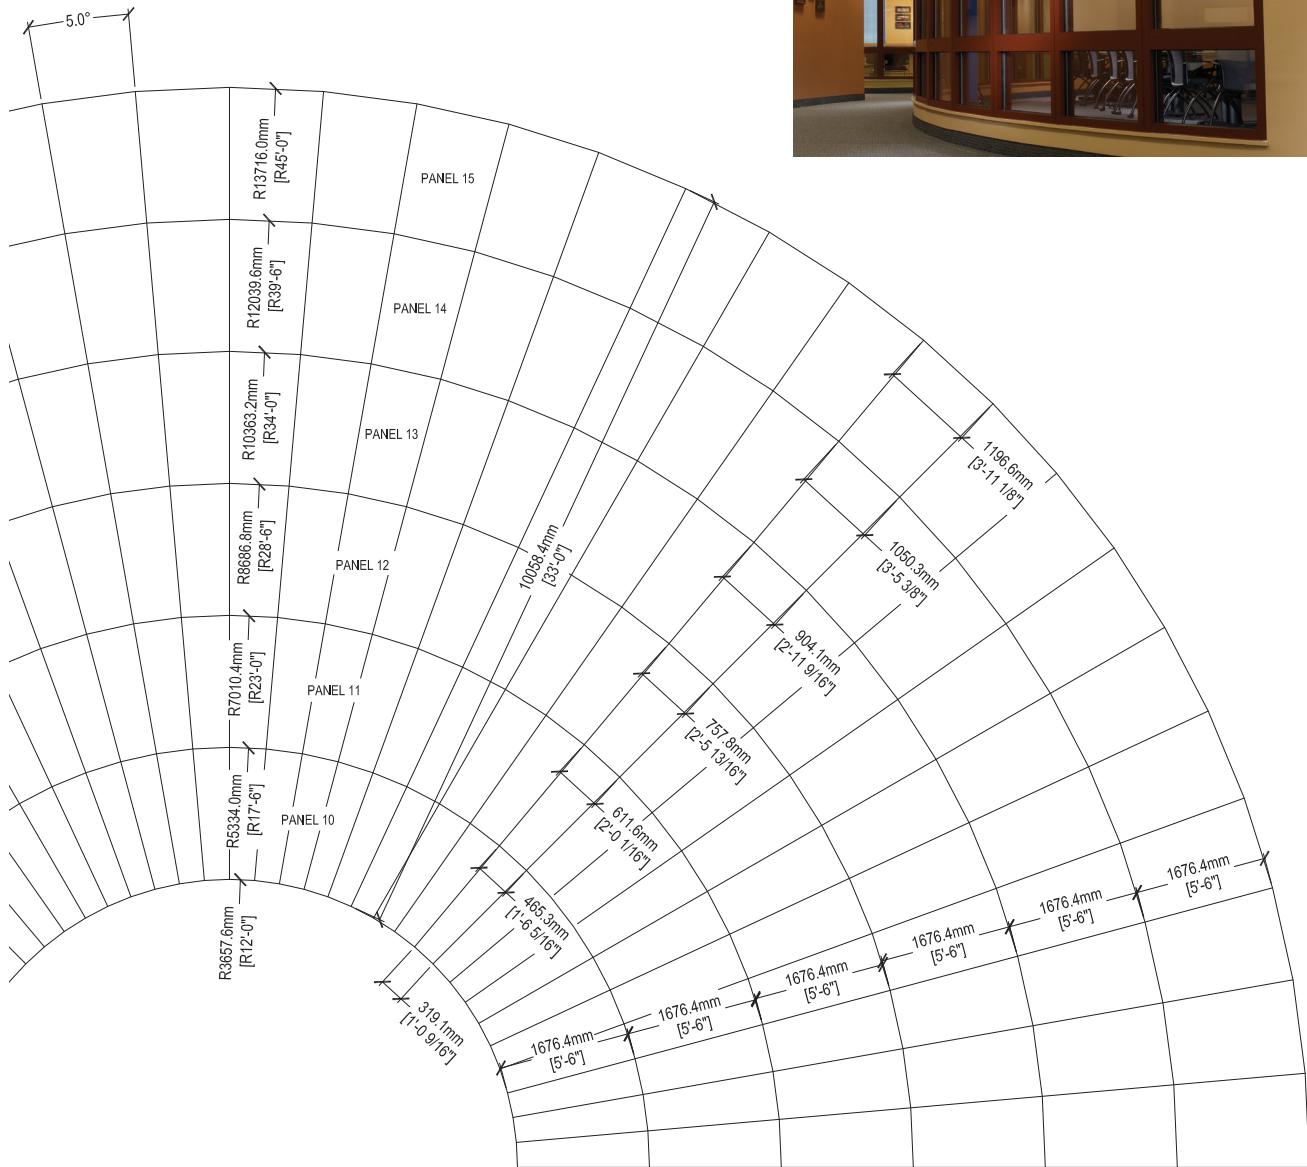 5.0°
R13716.0mm
[R45'-0"]
PANEL 15
R12039.6mm
[R39'-6"]
PANEL 14
R10363.2mm
[R34'-0"]
PANEL 13
R8686.8mm
[R28'-6"]
PANEL 12
R7010.4mm
[R23'-0"]
PANEL 11
R5334.0mm
[R17'-6"]
PANEL 10
R3657.6mm
[R12'-0"]
10058.4mm
[33'-0"]
1196.6mm
[3'-11 1/8"]
1050.3mm
[3'-5 3/8"]
904.1mm
[2'-11 9/16"]
757.8mm
[2'-5 13/16"]
611.6mm
[2'-0 1/16"]
465.3mm
[1'-6 5/16"]
319.1mm
[1'-0 9/16"]
1676.4mm
[5'-6"]
1676.4mm
[5'-6"]
1676.4mm
[5'-6"]
1676.4mm
[5'-6"]
1676.4mm
[5'-6"]
1676.4mm
[5'-6"]